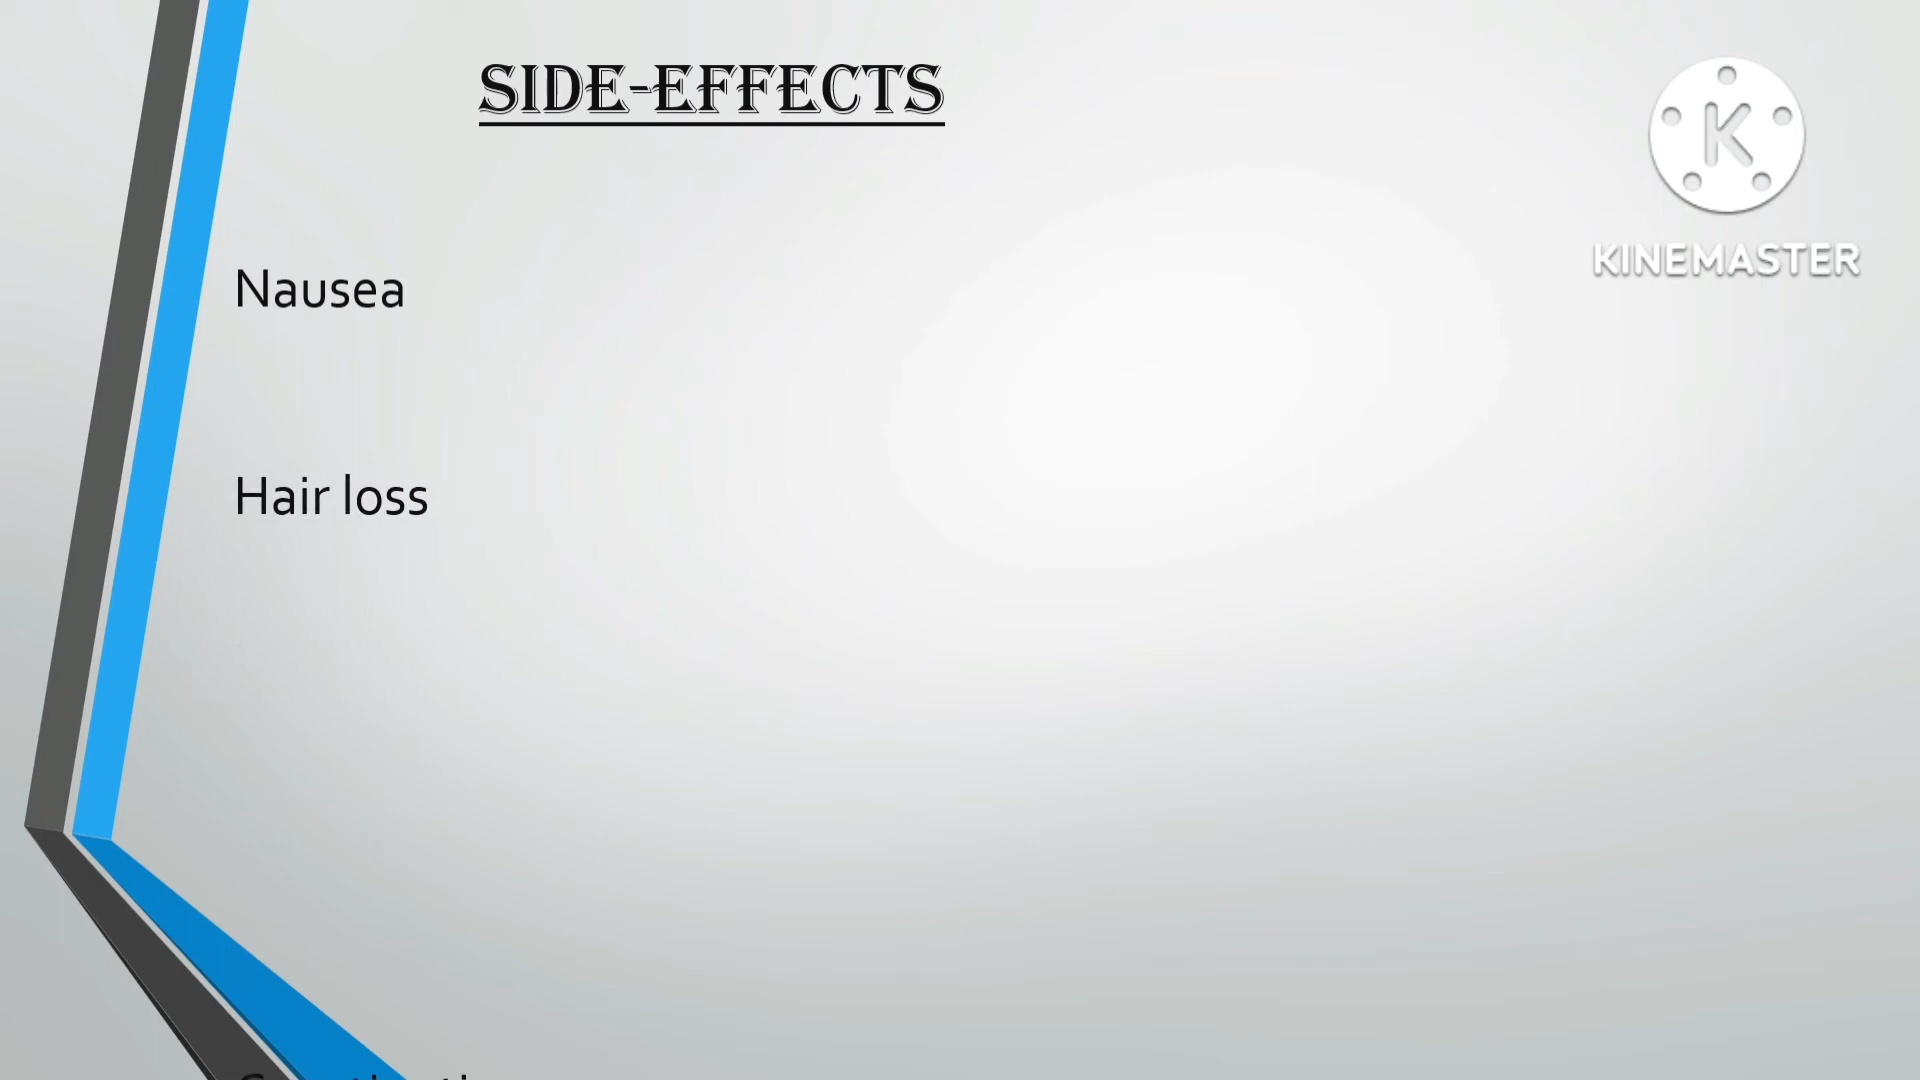 SIDE-EFFECTS
K
KINEMASTER
Nausea
Hair loss